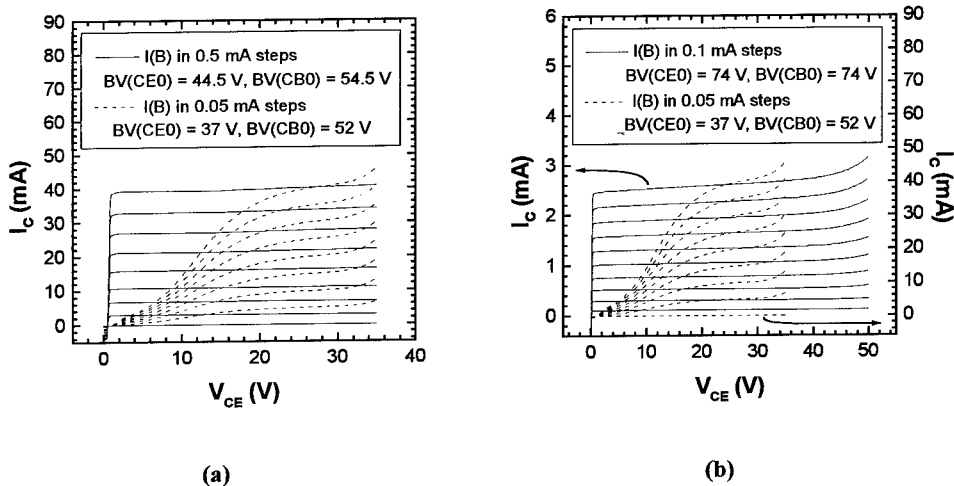 90
80
70
60
50
40
30
20
10
0
I_C (mA)
I(B) in 0.5 mA steps
BV(CE0) = 44.5 V, BV(CB0) = 54.5 V
I(B) in 0.05 mA steps
BV(CE0) = 37 V, BV(CB0) = 52 V
0 10 20 30 40
V_CE (V)
(a)
6
5
4
3
2
1
0
I_C (mA)
I(B) in 0.1 mA steps
BV(CE0) = 74 V, BV(CB0) = 74 V
I(B) in 0.05 mA steps
BV(CE0) = 37 V, BV(CB0) = 52 V
90
80
70
60
50
40
30
20
10
0
I_C (mA)
0 10 20 30 40 50
V_CE (V)
(b)